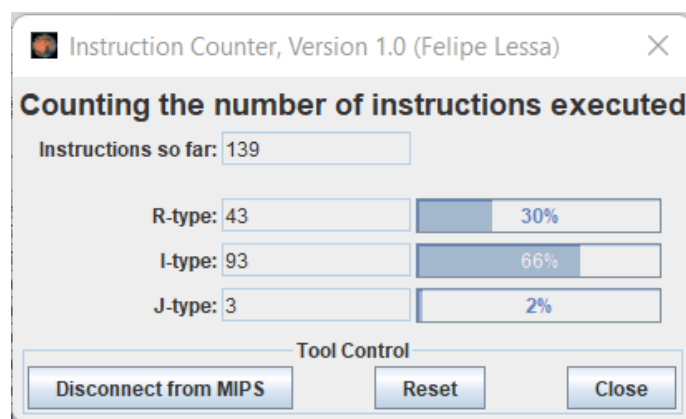 Instruction Counter, Version 1.0 (Felipe Lessa)
Counting the number of instructions executed
Instructions so far: 139
R-type: 43 30%
I-type: 93 66%
J-type: 3 2%
Tool Control
Disconnect from MIPS Reset Close